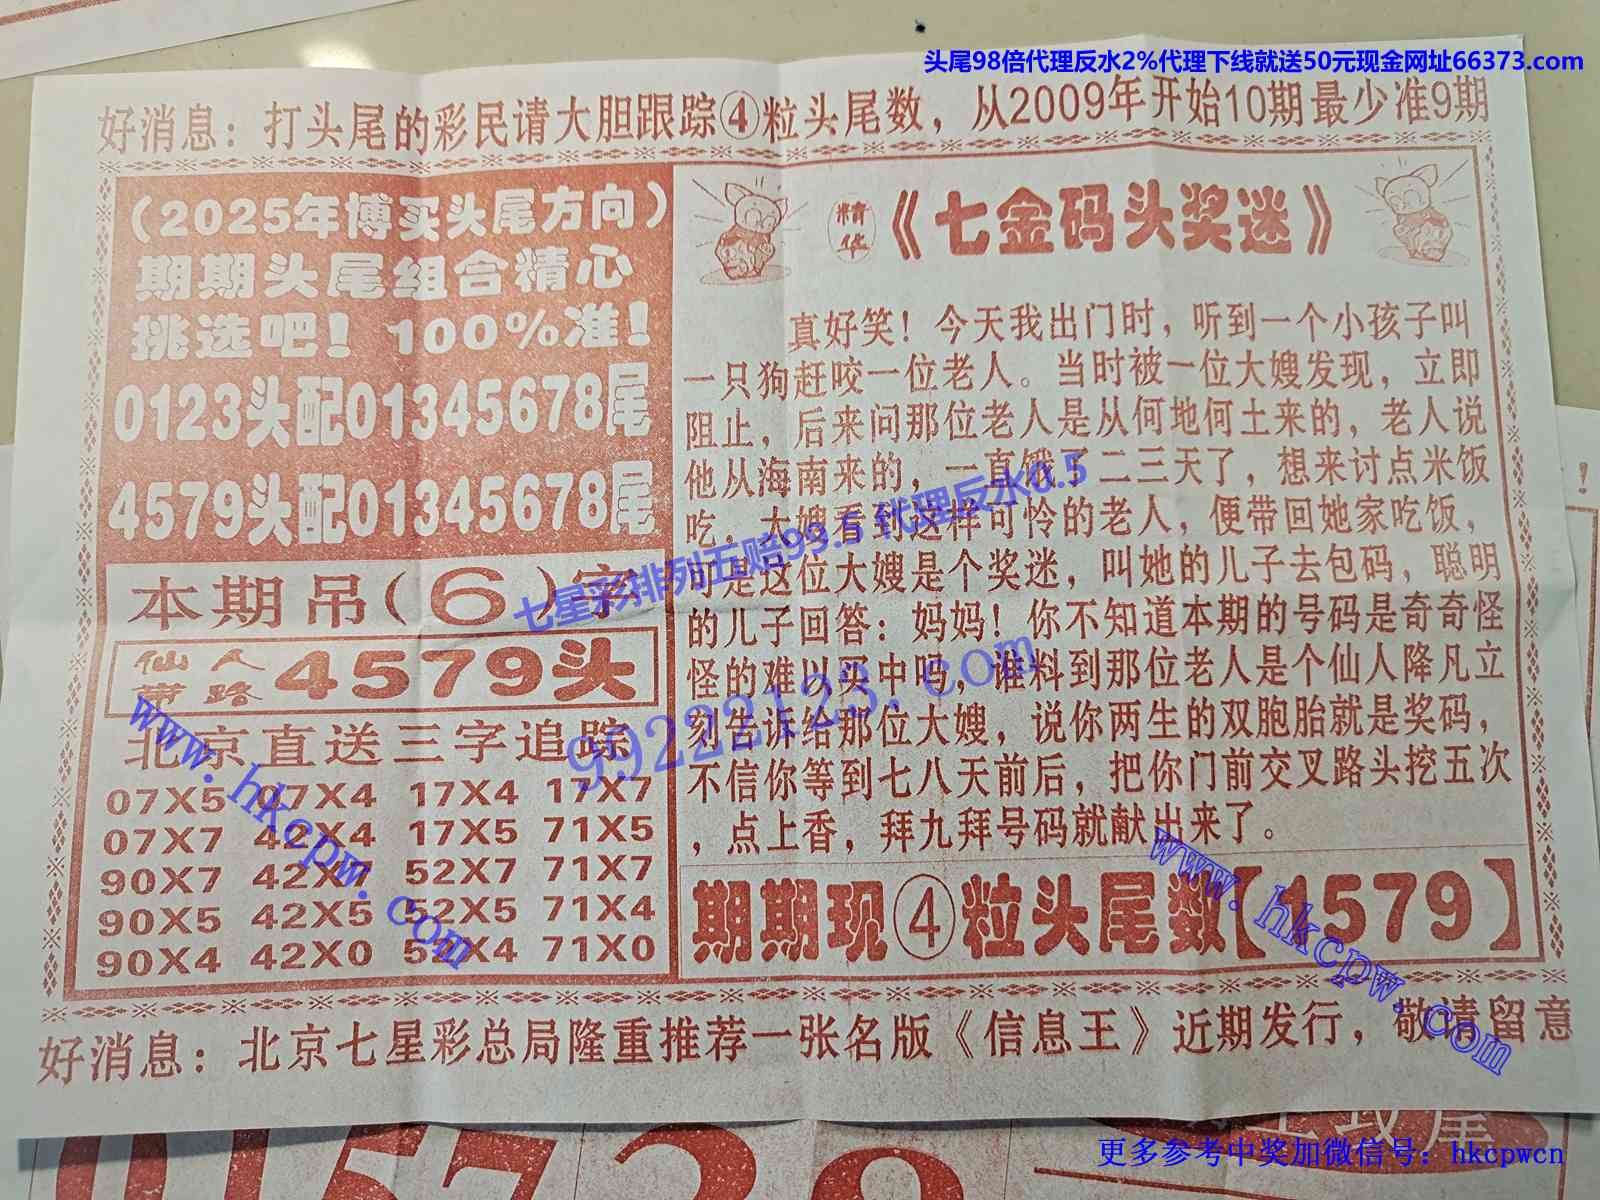 头尾98倍代理反水2%代理下线就送50元现金网址66373.com
好消息：打头尾的彩民请大胆跟踪④粒头尾数，从2009年开始10期最少准9期
（2025年博买头尾方向）
期期头尾组合精心
挑选吧！100%准！
0123头配01345678尾
4579头配01345678尾
本期吊（6）字
仙人带路 4579头
北京直送三字追踪
07X5 07X4 17X4 17X7
07X7 42X4 17X5 71X5
90X7 42X7 52X7 71X7
90X5 42X5 52X5 71X4
90X4 42X0 52X4 71X0
精华《七金码头奖迷》
真好笑！今天我出门时，听到一个小孩子叫
一只狗赶咬一位老人。当时被一位大嫂发现，立即
阻止，后来问那位老人是从何地何土来的，老人说
他从海南来的，一直饿了二三天了，想来讨点米饭
吃，大嫂看到这样可怜的老人，便带回她家吃饭，
可是这位大嫂是个奖迷，叫她的儿子去包码，聪明
的儿子回答：妈妈！你不知道本期的号码是奇奇怪
怪的难以买中吗，谁料到那位老人是个仙人降凡立
刻告诉给那位大嫂，说你两生的双胞胎就是奖码，
不信你等到七八天前后，把你门前交叉路头挖五次
，点上香，拜九拜号码就献出来了。
期期现④粒头尾数【1579】
好消息：北京七星彩总局隆重推荐一张名版《信息王》近期发行，敬请留意
七星彩排列五赔99.5代理反水0.5
99222123.com
www.hkcpw.com
www.hkcpw.com
更多参考中奖加微信号：hkcpwcn